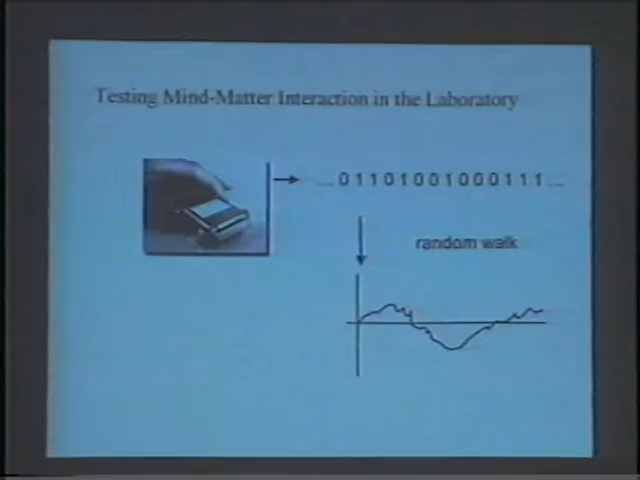 Testing Mind-Matter Interaction in the Laboratory
... 01101001000111 ...
random walk